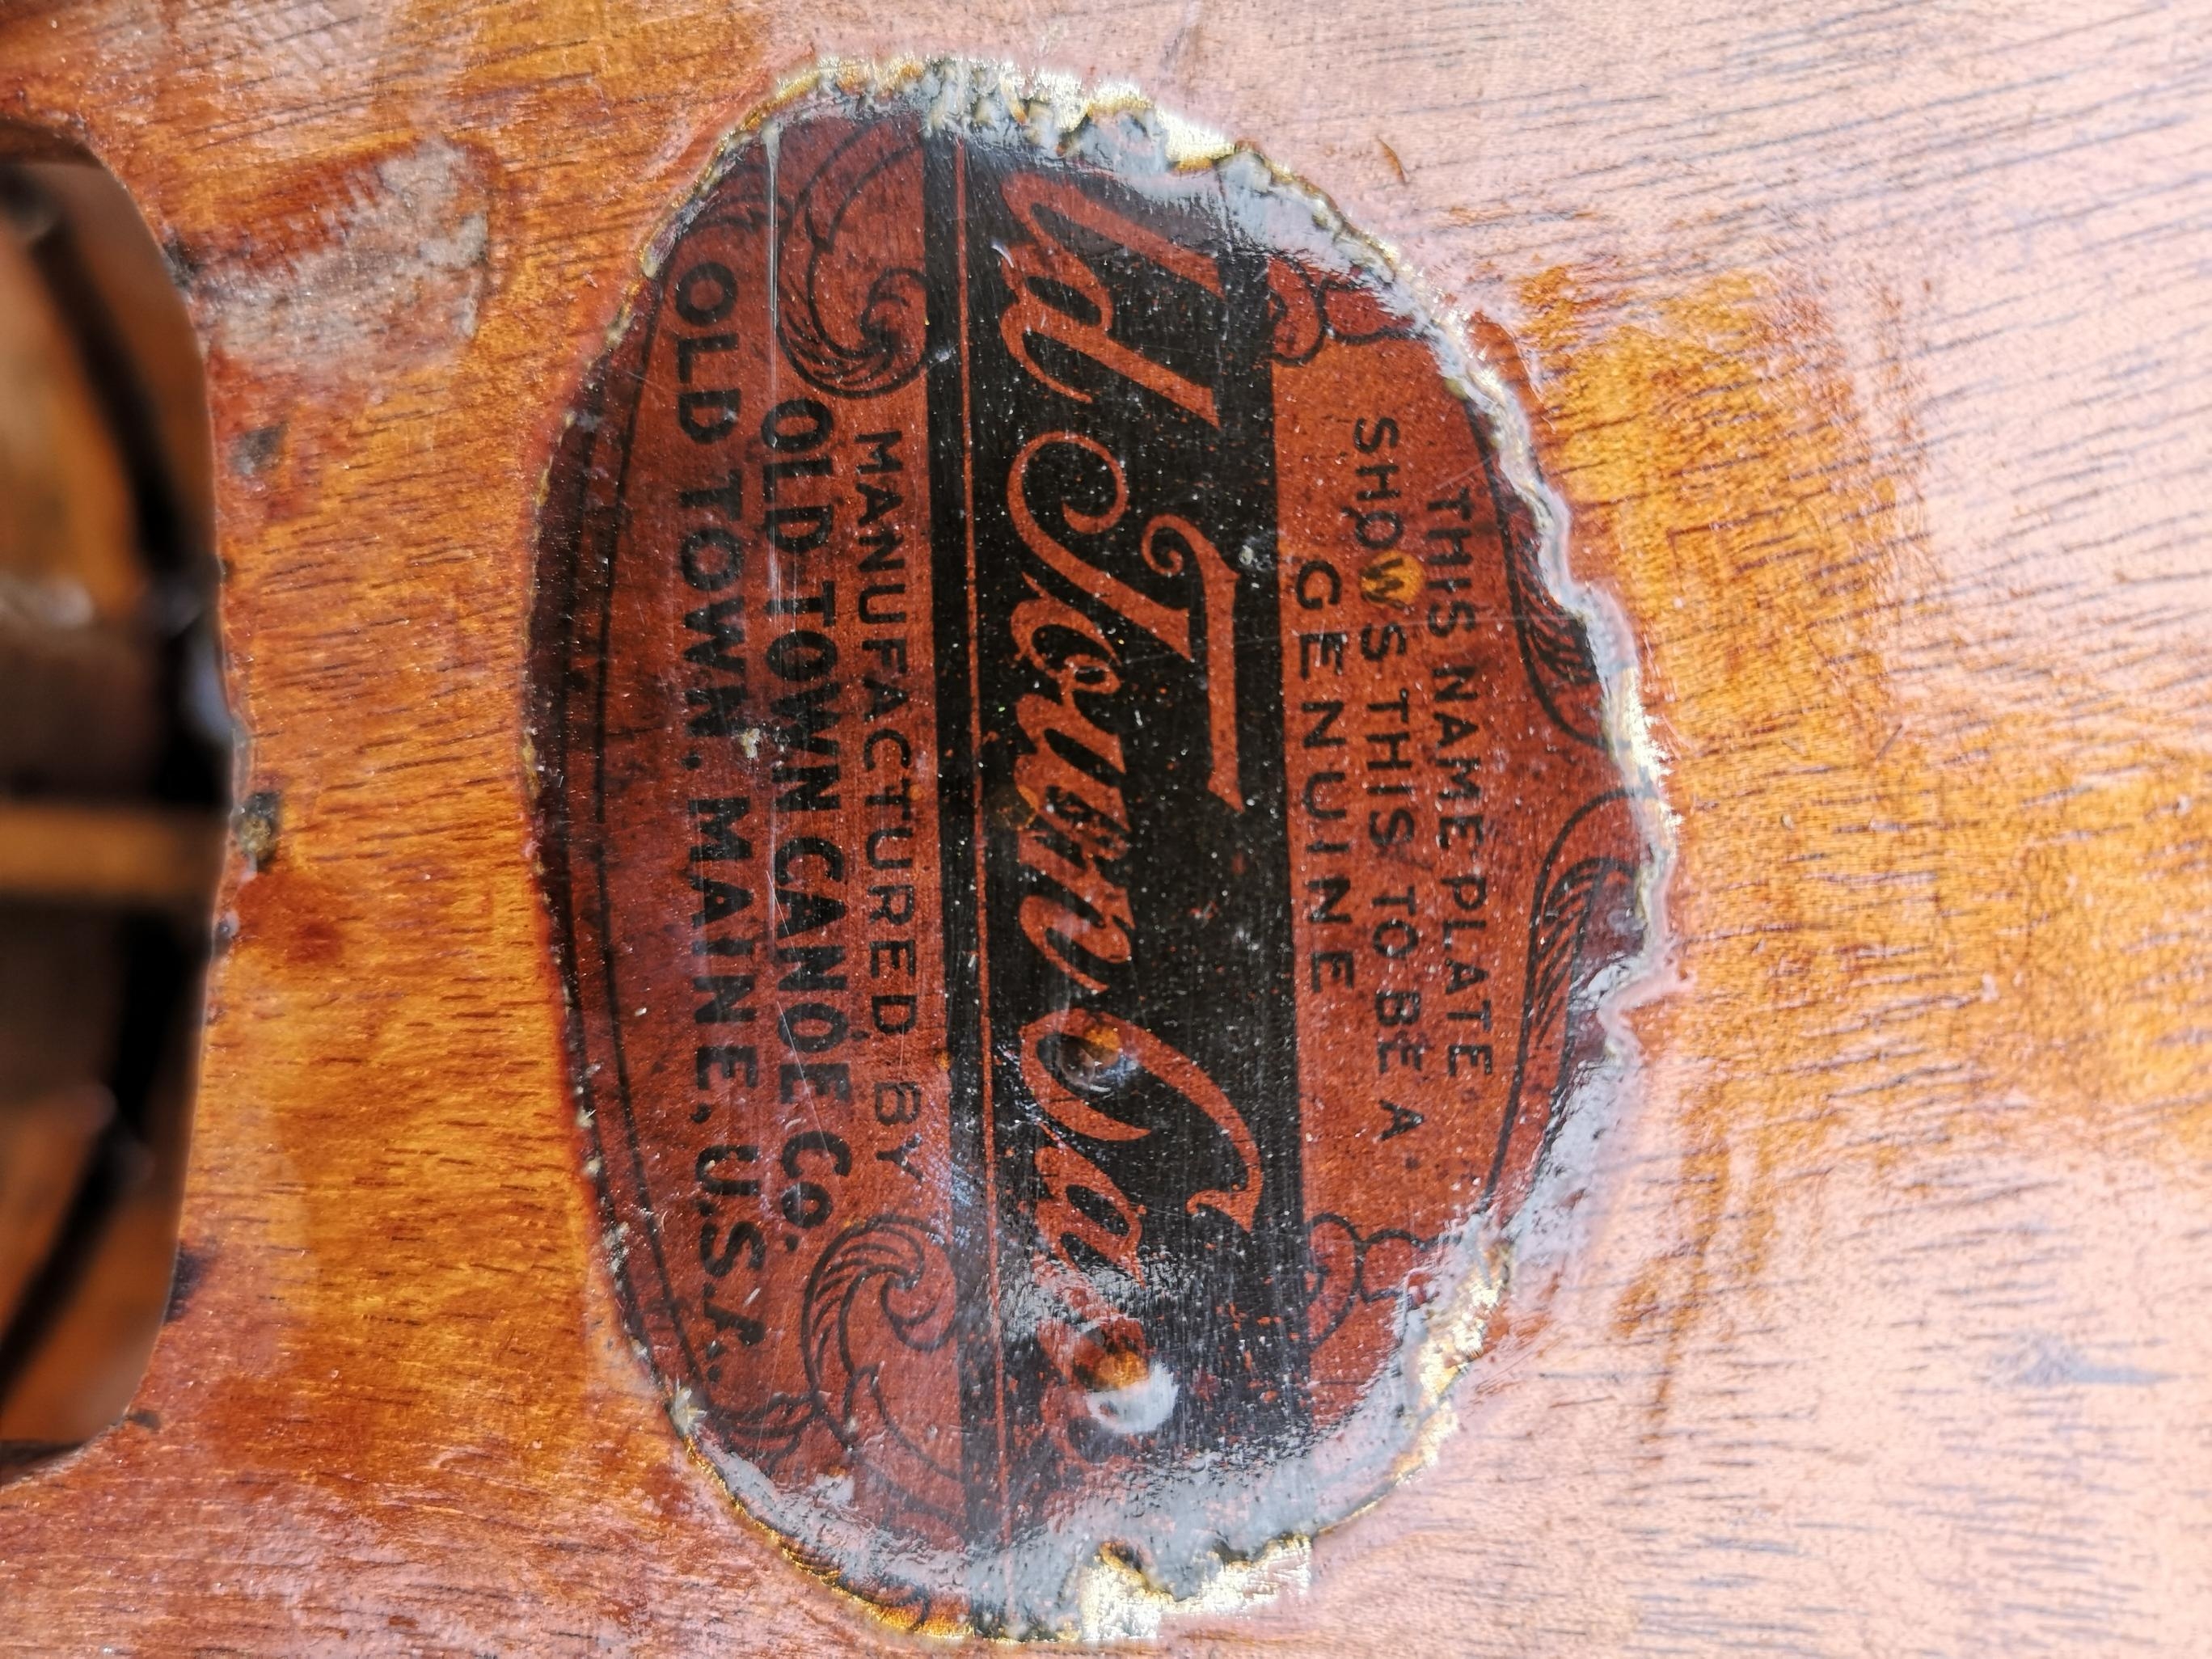 THIS NAME PLATE
SHOWS THIS TO BE A
GENUINE
ld Town Ca
MANUFACTURED BY
OLD TOWN CANOE CO.
OLD TOWN, MAINE, U.S.A.